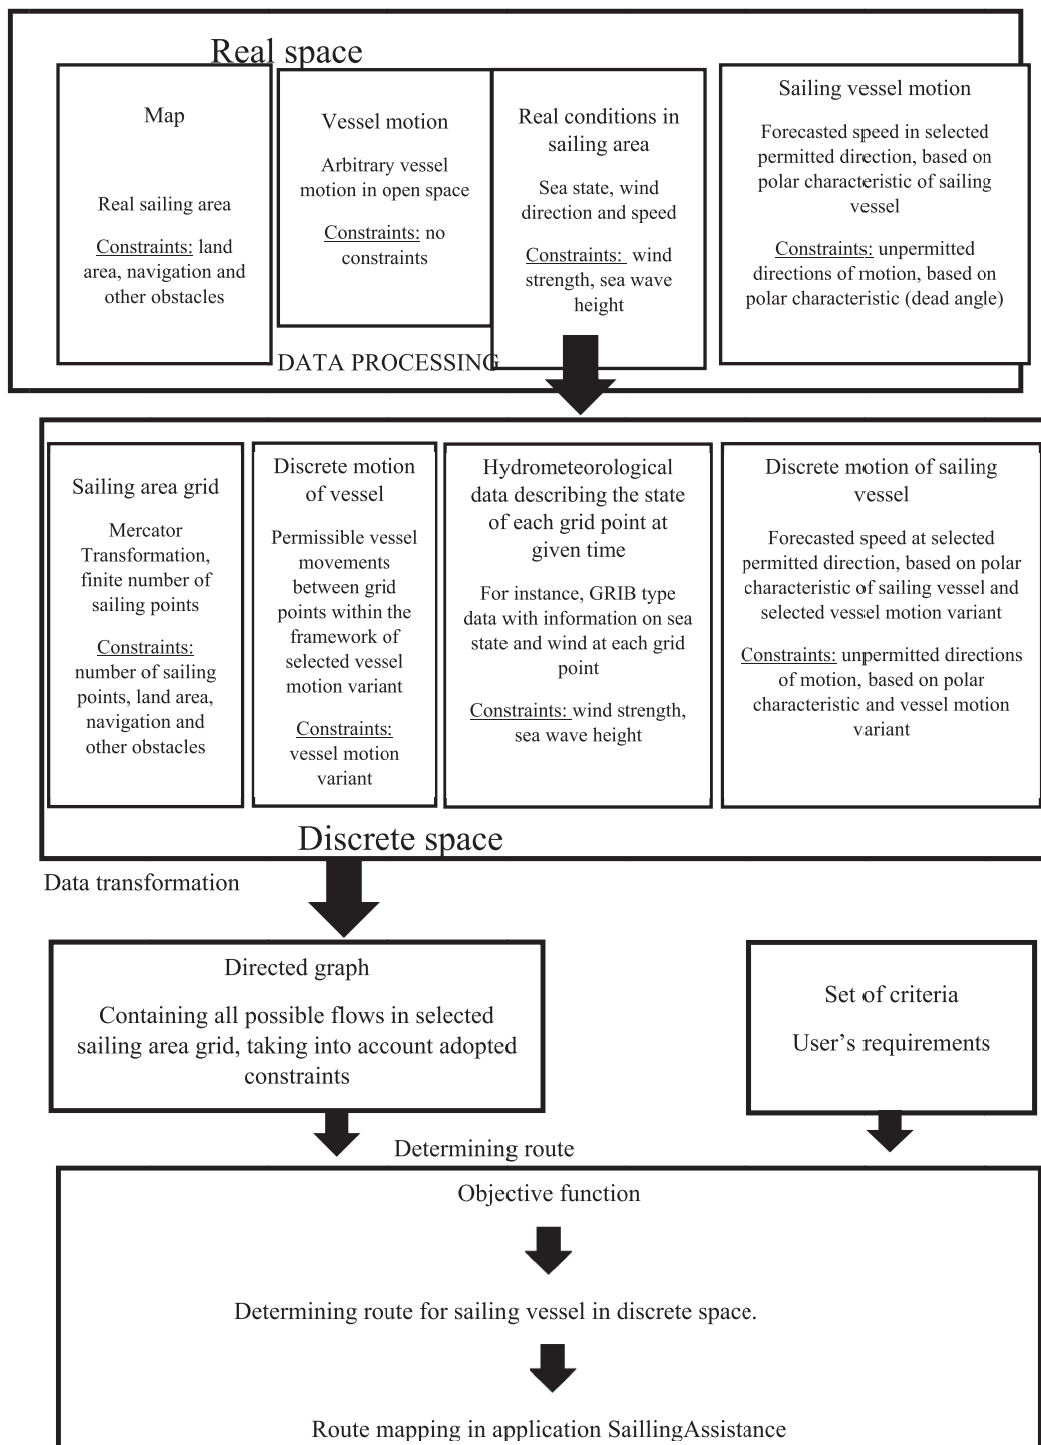 Real space
Map
Real sailing area
Constraints: land
area, navigation and
other obstacles
Vessel motion
Arbitrary vessel
motion in open space
Constraints: no
constraints
Real conditions in
sailing area
Sea state, wind
direction and speed
Constraints: wind
strength, sea wave
height
Sailing vessel motion
Forecasted speed in selected
permitted direction, based on
polar characteristic of sailing
vessel
Constraints: unpermitted
directions of motion, based on
polar characteristic (dead angle)
DATA PROCESSING
Sailing area grid
Mercator
Transformation,
finite number of
sailing points
Constraints:
number of sailing
points, land area,
navigation and
other obstacles
Discrete motion
of vessel
Permissible vessel
movements
between grid
points within the
framework of
selected vessel
motion variant
Constraints:
vessel motion
variant
Hydrometeorological
data describing the state
of each grid point at
given time
For instance, GRIB type
data with information on sea
state and wind at each grid
point
Constraints: wind strength,
sea wave height
Discrete motion of sailing
vessel
Forecasted speed at selected
permitted direction, based on polar
characteristic of sailing vessel and
selected vessel motion variant
Constraints: unpermitted directions
of motion, based on polar
characteristic and vessel motion
variant
Discrete space
Data transformation
Directed graph
Containing all possible flows in selected
sailing area grid, taking into account adopted
constraints
Set of criteria
User’s requirements
Determining route
Objective function
Determining route for sailing vessel in discrete space.
Route mapping in application SaillingAssistance